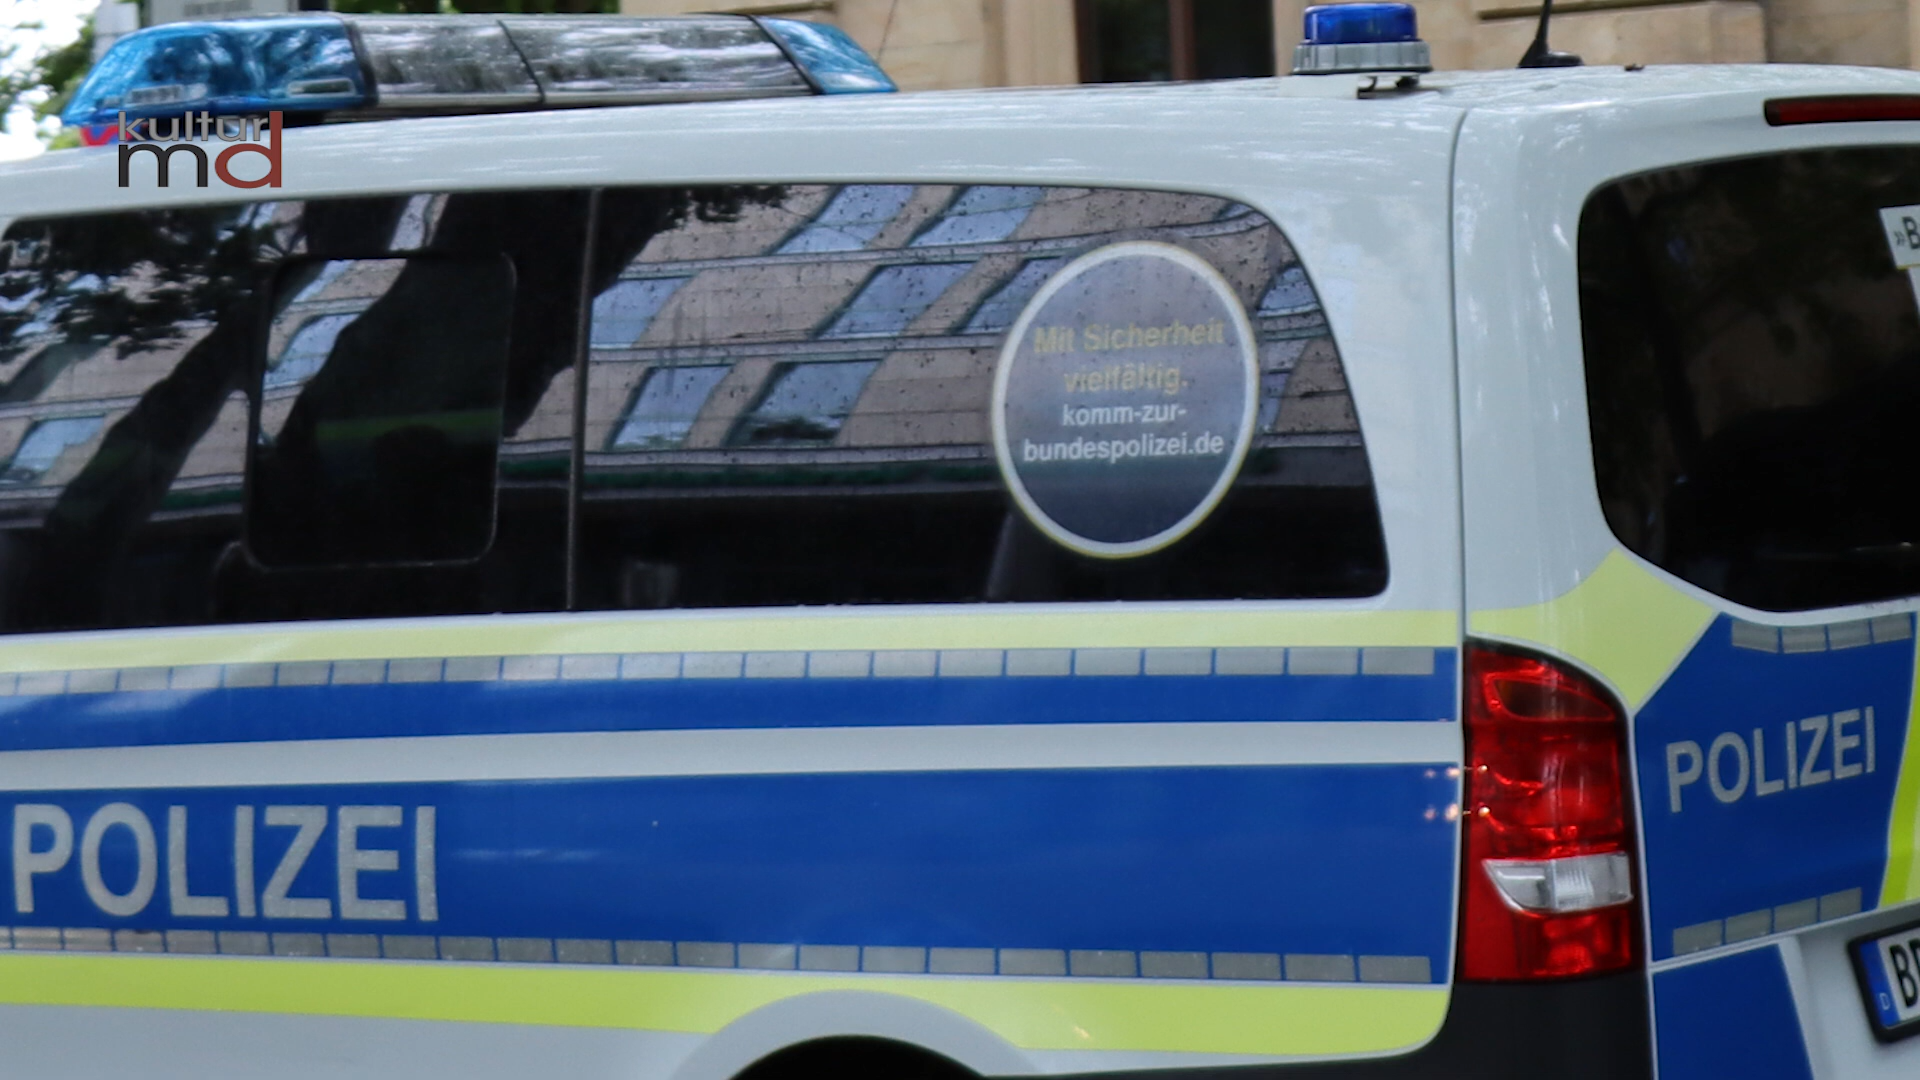 kultur
md
Mit Sicherheit
vielfältig.
komm-zur-
bundespolizei.de
POLIZEI
POLIZEI
D